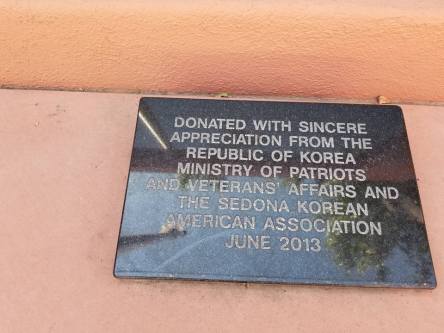 DONATED WITH SINCERE
APPRECIATION FROM THE
REPUBLIC OF KOREA
MINISTRY OF PATRIOTS
AND VETERANS' AFFAIRS AND
THE SEDONA KOREAN
AMERICAN ASSOCIATION
JUNE 2013